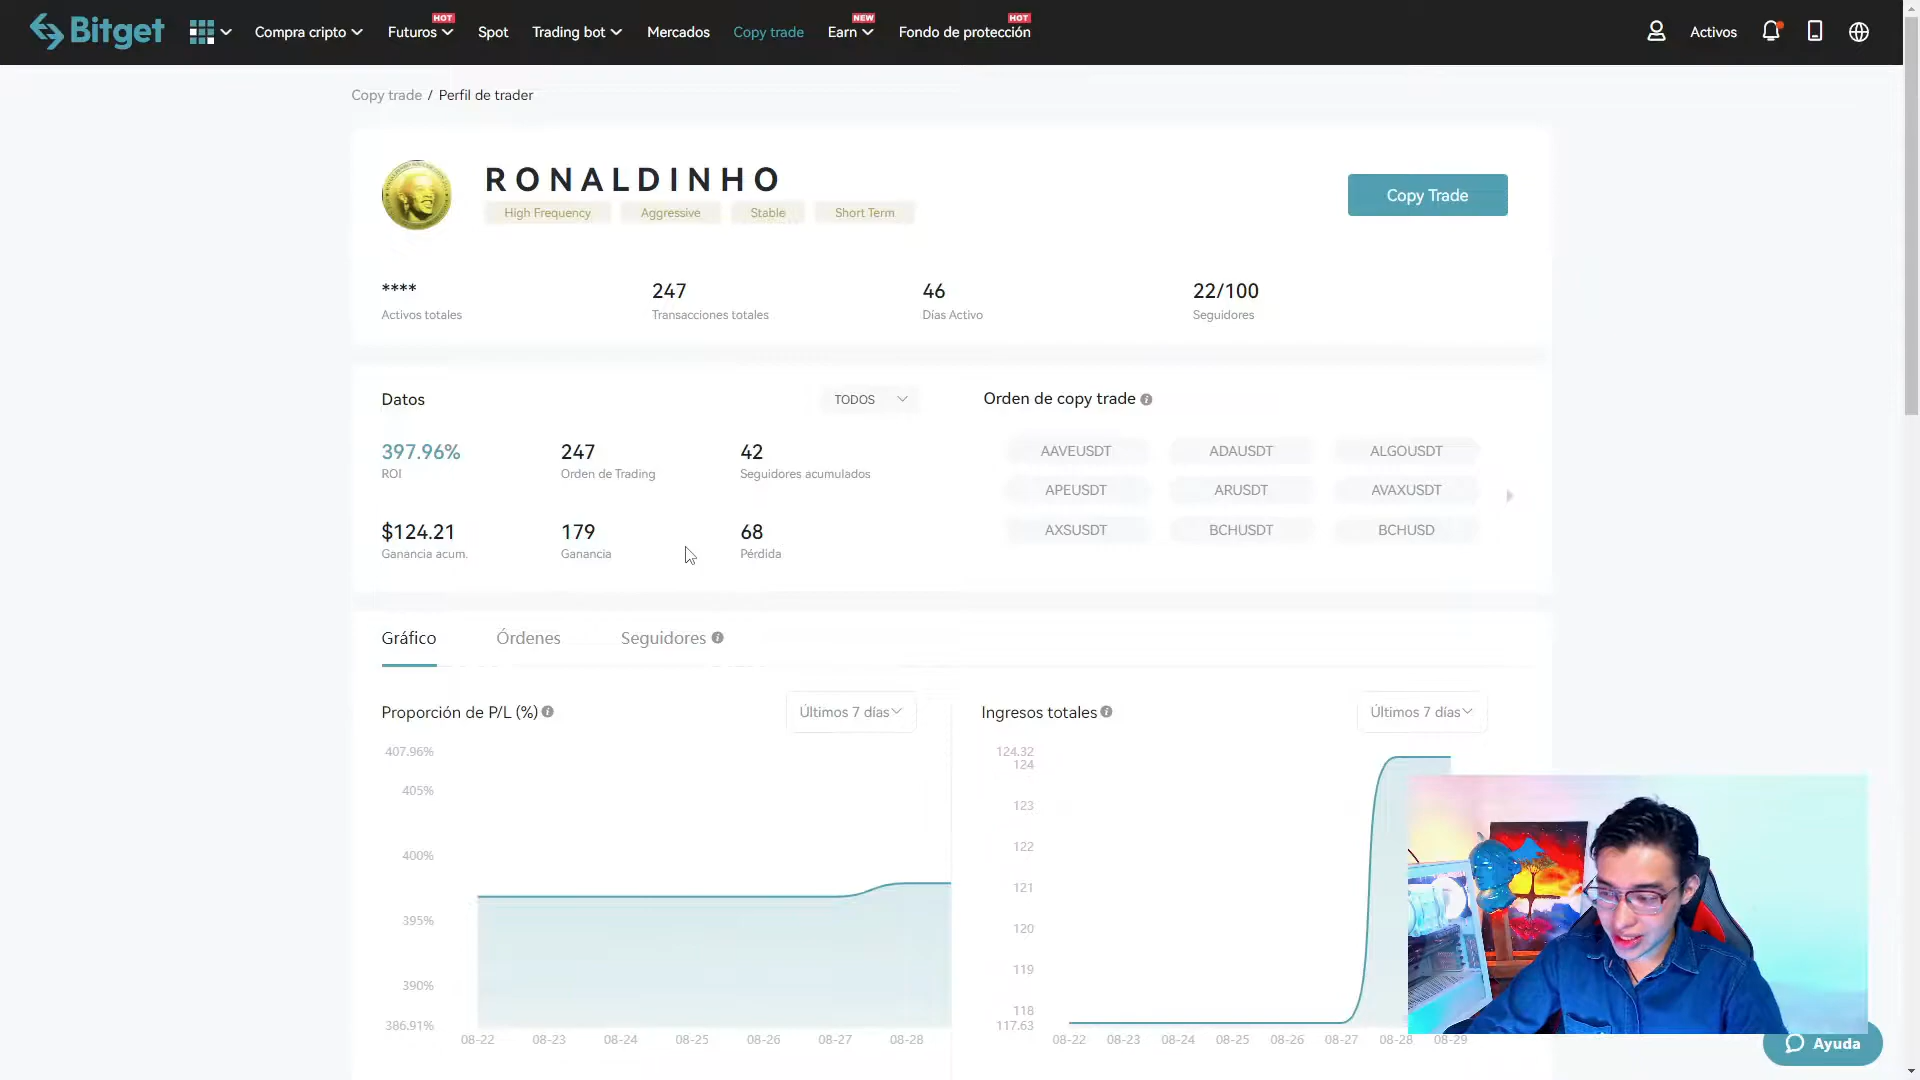 Bitget
Compra cripto
Futuros
HOT
Spot
Trading bot
Mercados
Copy trade
Earn
NEW
Fondo de protección
HOT
Activos
Copy trade / Perfil de trader
R O N A L D I N H O
High Frequency
Aggressive
Stable
Short Term
Copy Trade
****
247
46
22/100
Activos totales
Transacciones totales
Días Activo
Seguidores
Datos
TODOS
397.96%
247
42
ROI
Orden de Trading
Seguidores acumulados
$124.21
179
68
Ganancia acum.
Ganancia
Pérdida
Orden de copy trade
AAVEUSDT
ADAUSDT
ALGOUSDT
APEUSDT
ARUSDT
AVAXUSDT
AXSUSDT
BCHUSDT
BCHUSD
Gráfico
Órdenes
Seguidores
Proporción de P/L (%)
Últimos 7 días
407.96%
405%
400%
395%
390%
386.91%
08-22
08-23
08-24
08-25
08-26
08-27
08-28
Ingresos totales
Últimos 7 días
124.32
124
123
122
121
120
119
118
117.63
08-22
08-23
08-24
08-25
08-26
08-27
08-28
08-29
Ayuda